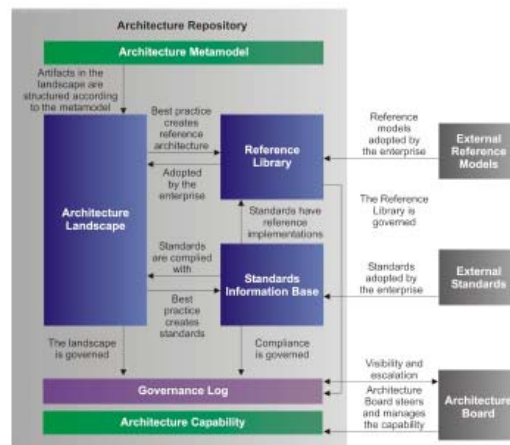 Architecture Repository
Architecture Metamodel
Artifacts in the
landscape are
structured according
to the metamodel
Best practice
creates
reference
architecture
Reference
Library
Reference
models
adopted by
the enterprise
External
Reference
Models
Adopted by
the enterprise
Architecture
Landscape
Standards have
reference
implementations
The Reference
Library is
governed
Standards
are complied
with
Standards
Information Base
Standards
adopted by
the enterprise
External
Standards
Best
practice
creates
standards
The landscape
is governed
Compliance
is governed
Visibility and
escalation
Governance Log
Architecture
Board steers
and manages
the capability
Architecture
Board
Architecture Capability